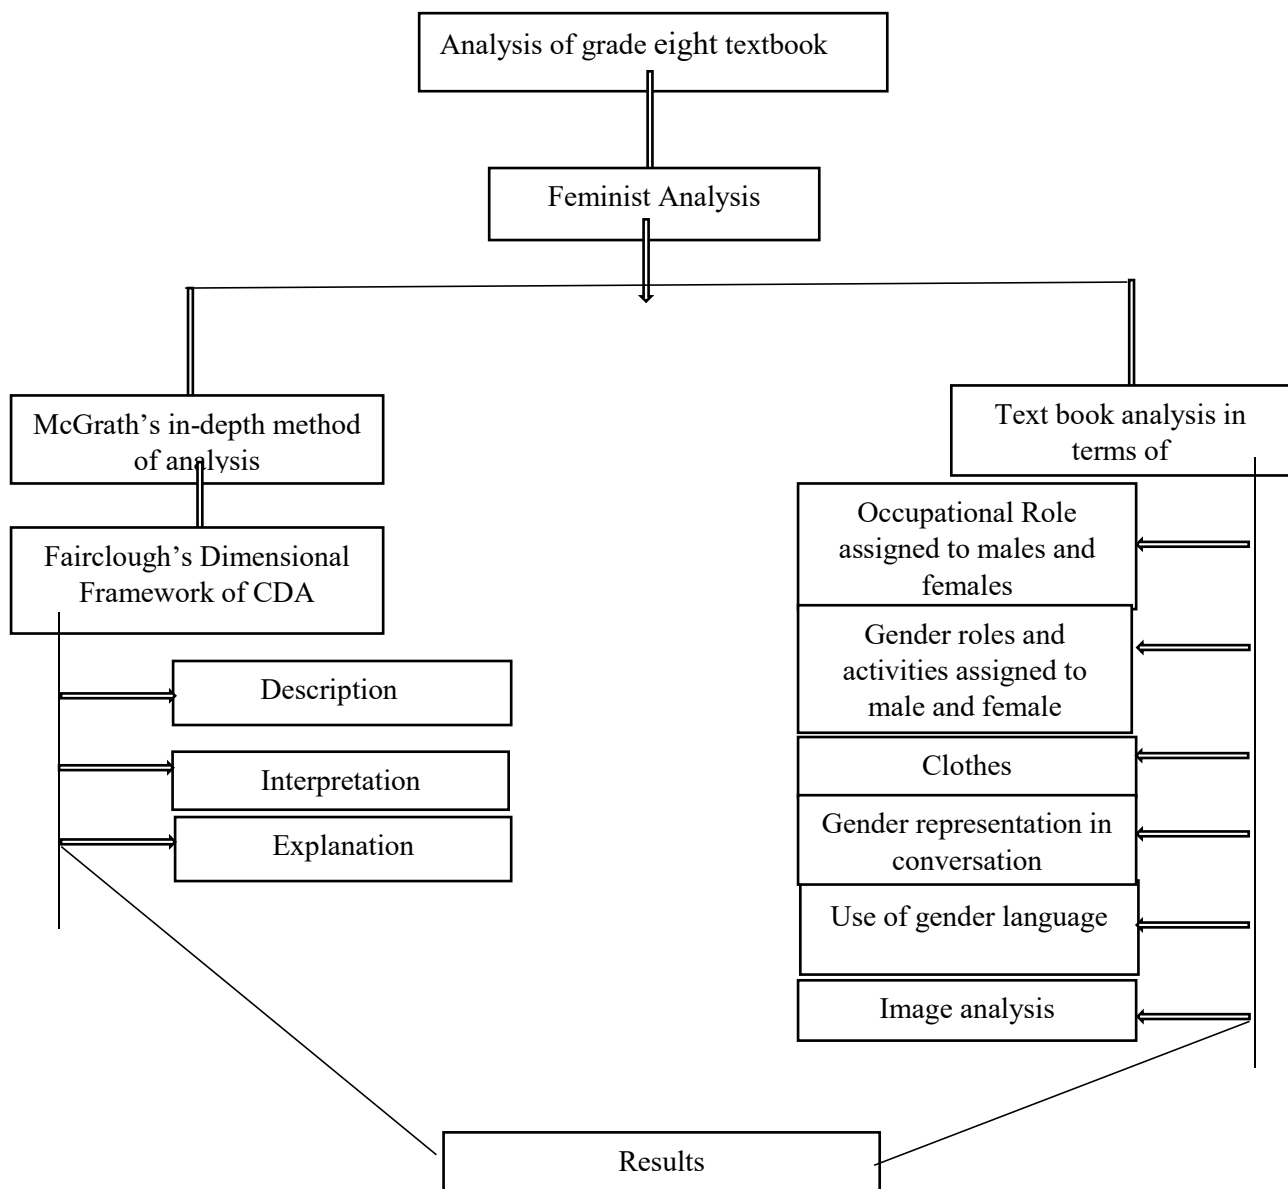 Analysis of grade eight textbook
Feminist Analysis
McGrath’s in-depth method
of analysis
Fairclough’s Dimensional
Framework of CDA
Description
Interpretation
Explanation
Text book analysis in
terms of
Occupational Role
assigned to males and
females
Gender roles and
activities assigned to
male and female
Clothes
Gender representation in
conversation
Use of gender language
Image analysis
Results